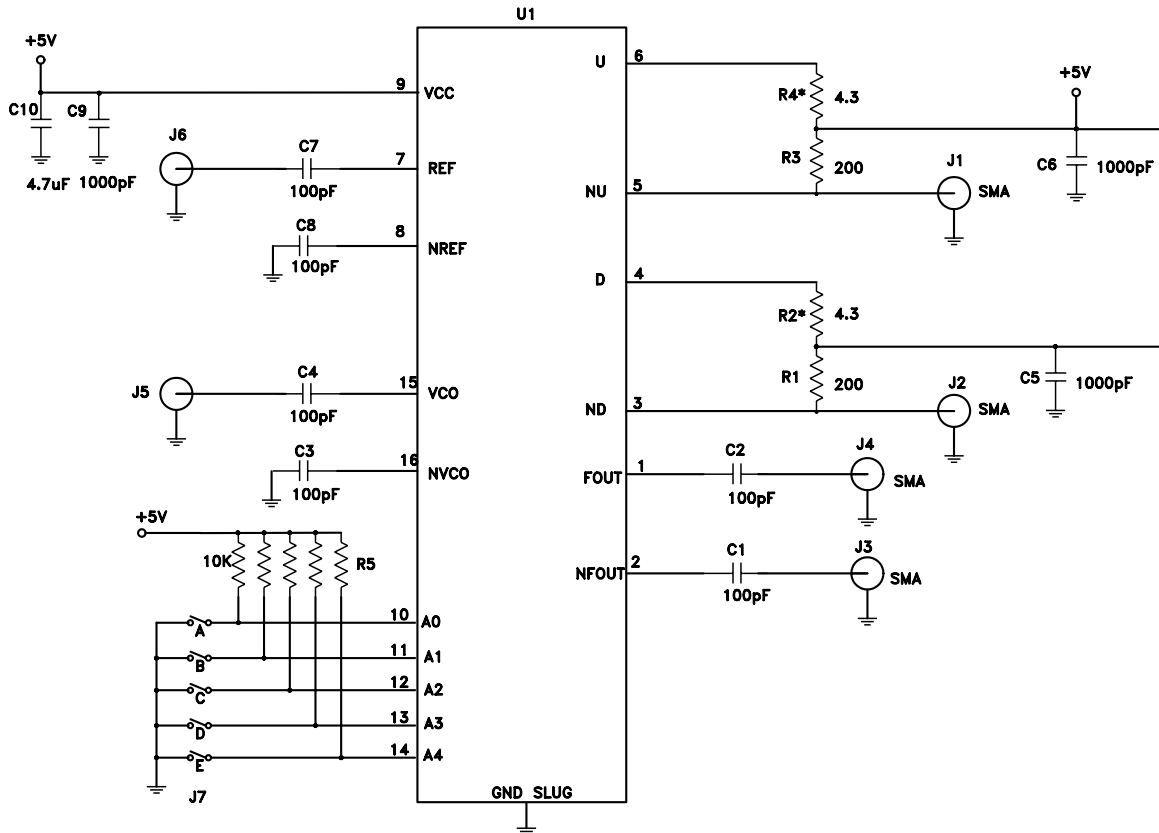 U1
+5V
C10
C9
4.7uF
1000pF
9
VCC
J6
C7
100pF
7
REF
C8
100pF
8
NREF
J5
C4
100pF
15
VCO
C3
100pF
16
NVCO
+5V
10K
R5
A
10
A0
B
11
A1
C
12
A2
D
13
A3
E
14
A4
J7
GND SLUG
U
6
R4*
4.3
+5V
R3
200
C6
1000pF
NU
5
J1
SMA
D
4
R2*
4.3
R1
200
C5
1000pF
ND
3
J2
SMA
FOUT
1
C2
100pF
J4
SMA
NFOUT
2
C1
100pF
J3
SMA